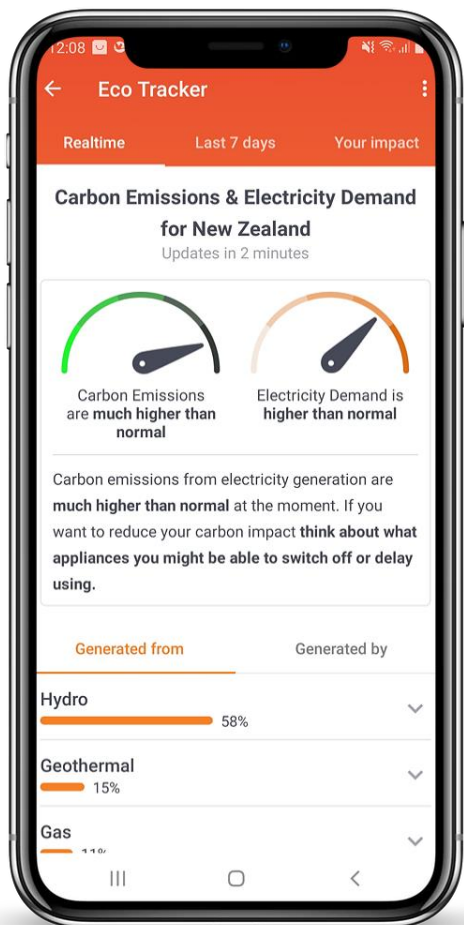 12:08
Eco Tracker
Realtime Last 7 days Your impact
Carbon Emissions & Electricity Demand
for New Zealand
Updates in 2 minutes
Carbon Emissions
are much higher than
normal
Electricity Demand is
higher than normal
Carbon emissions from electricity generation are
much higher than normal at the moment. If you
want to reduce your carbon impact think about what
appliances you might be able to switch off or delay
using.
Generated from Generated by
Hydro
58%
Geothermal
15%
Gas
11%